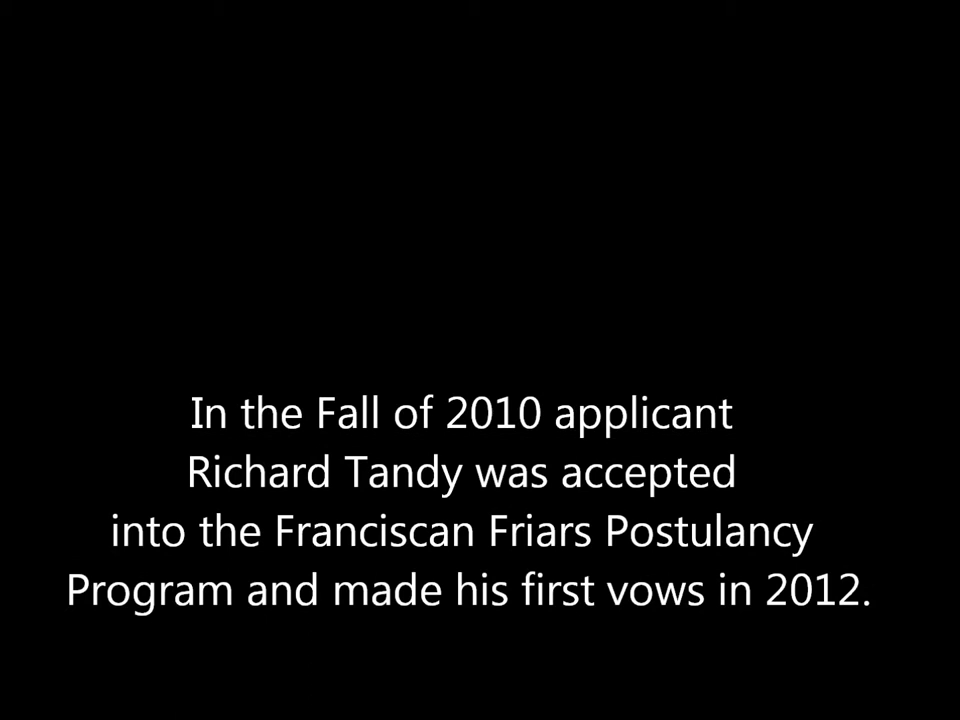 In the Fall of 2010 applicant
Richard Tandy was accepted
into the Franciscan Friars Postulancy
Program and made his first vows in 2012.